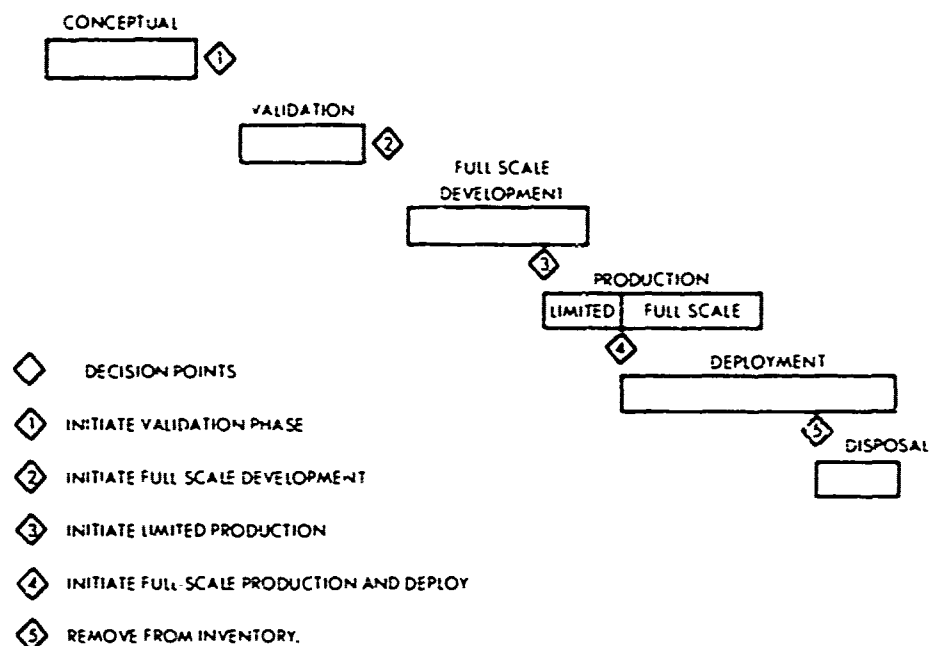 CONCEPTUAL
1
VALIDATION
2
FULL SCALE
DEVELOPMENT
3
PRODUCTION
LIMITED FULL SCALE
4
DEPLOYMENT
5
DISPOSAL
DECISION POINTS
1 INITIATE VALIDATION PHASE
2 INITIATE FULL SCALE DEVELOPMENT
3 INITIATE LIMITED PRODUCTION
4 INITIATE FULL-SCALE PRODUCTION AND DEPLOY
5 REMOVE FROM INVENTORY.